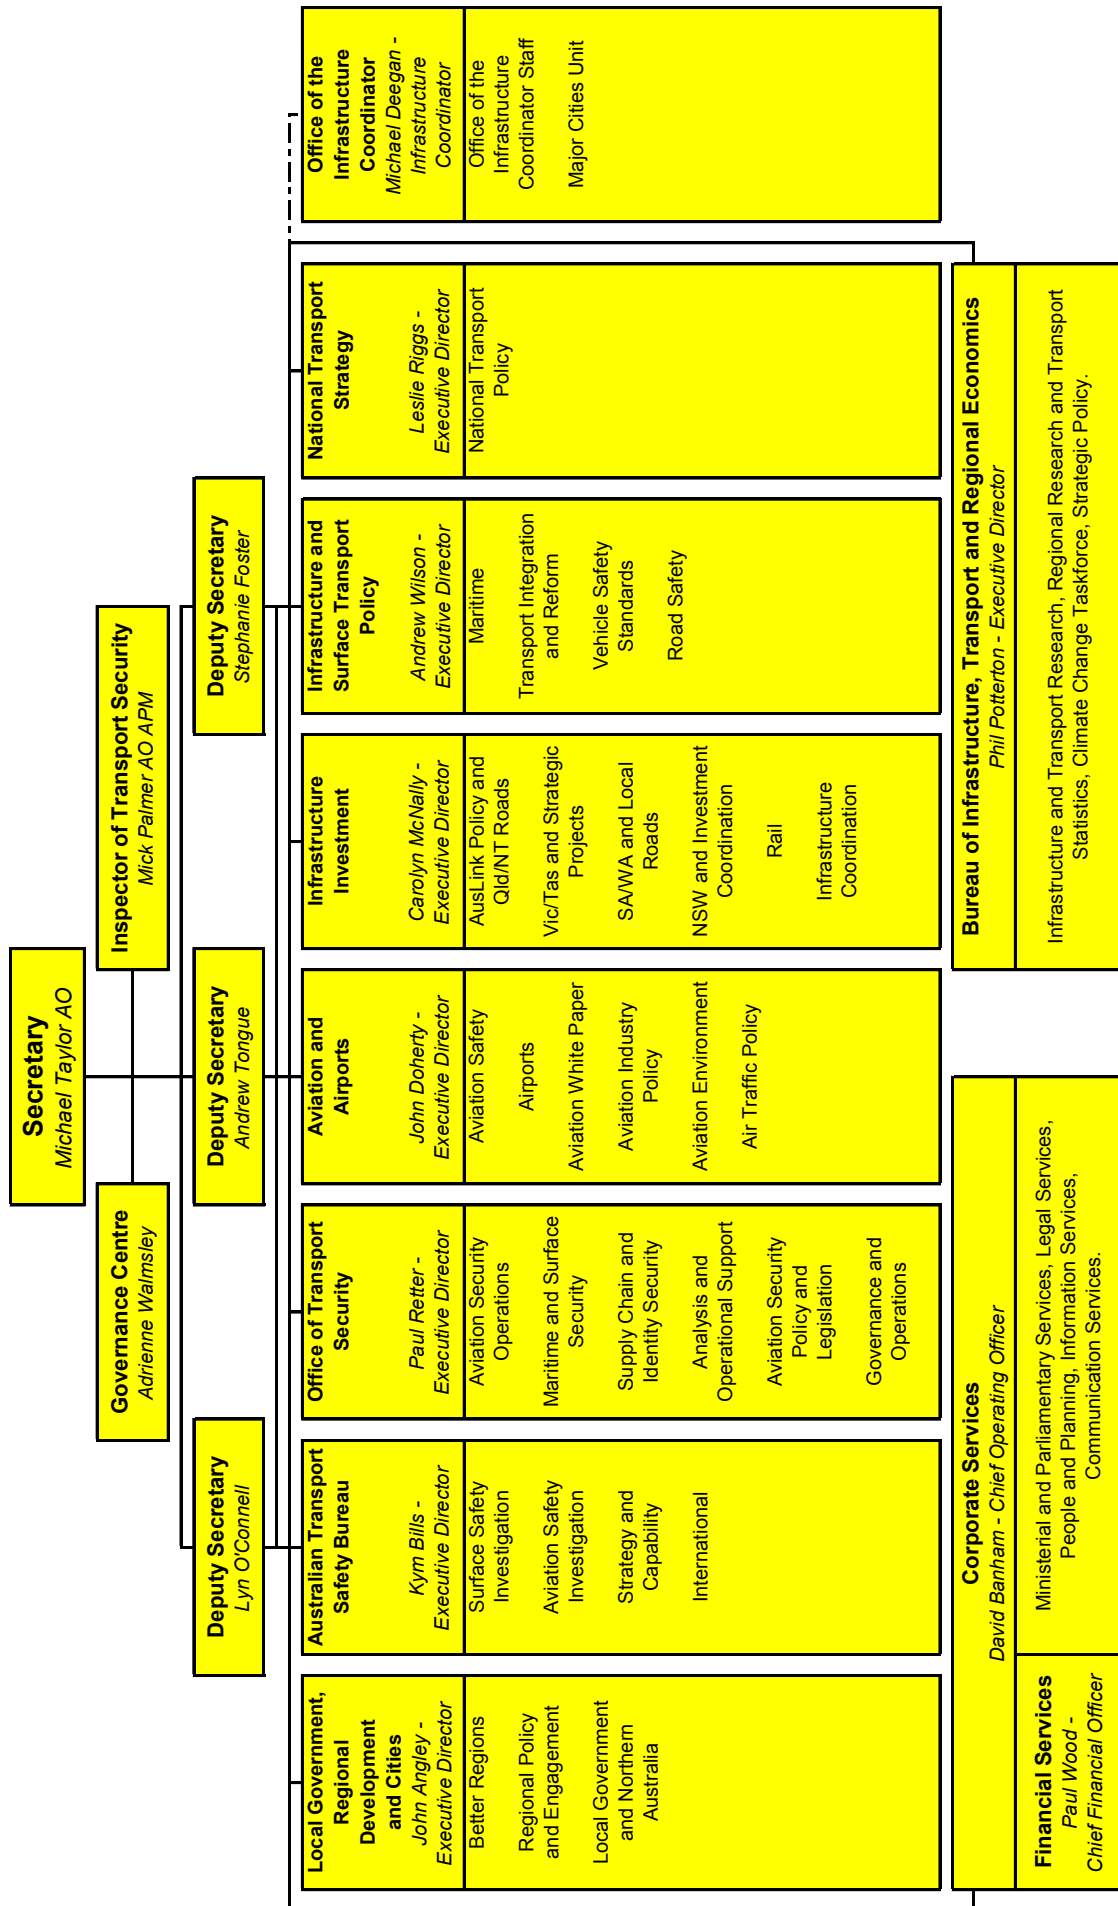 Secretary
Michael Taylor AO
Governance Centre
Adrienne Walmsley
Inspector of Transport Security
Mick Palmer AO APM
Deputy Secretary
Lyn O'Connell
Deputy Secretary
Andrew Tongue
Deputy Secretary
Stephanie Foster
Local Government,
Regional
Development
and Cities
John Angley -
Executive Director
Better Regions
Regional Policy
and Engagement
Local Government
and Northern
Australia
Australian Transport
Safety Bureau
Kym Bills -
Executive Director
Surface Safety
Investigation
Aviation Safety
Investigation
Strategy and
Capability
International
Office of Transport
Security
Paul Retter -
Executive Director
Aviation Security
Operations
Maritime and Surface
Security
Supply Chain and
Identity Security
Analysis and
Operational Support
Aviation Security
Policy and
Legislation
Governance and
Operations
Aviation and
Airports
John Doherty -
Executive Director
Aviation Safety
Airports
Aviation White Paper
Aviation Industry
Policy
Aviation Environment
Air Traffic Policy
Infrastructure
Investment
Carolyn McNally -
Executive Director
AusLink Policy and
Qld/NT Roads
Vic/Tas and Strategic
Projects
SA/WA and Local
Roads
NSW and Investment
Coordination
Rail
Infrastructure
Coordination
Infrastructure and
Surface Transport
Policy
Andrew Wilson -
Executive Director
Maritime
Transport Integration
and Reform
Vehicle Safety
Standards
Road Safety
National Transport
Strategy
Leslie Riggs -
Executive Director
National Transport
Policy
Office of the
Infrastructure
Coordinator
Michael Deegan -
Infrastructure
Coordinator
Office of the
Infrastructure
Coordinator Staff
Major Cities Unit
Corporate Services
David Banham - Chief Operating Officer
Financial Services
Paul Wood -
Chief Financial Officer
Ministerial and Parliamentary Services, Legal Services,
People and Planning, Information Services,
Communication Services.
Bureau of Infrastructure, Transport and Regional Economics
Phil Potterton - Executive Director
Infrastructure and Transport Research, Regional Research and Transport
Statistics, Climate Change Taskforce, Strategic Policy.